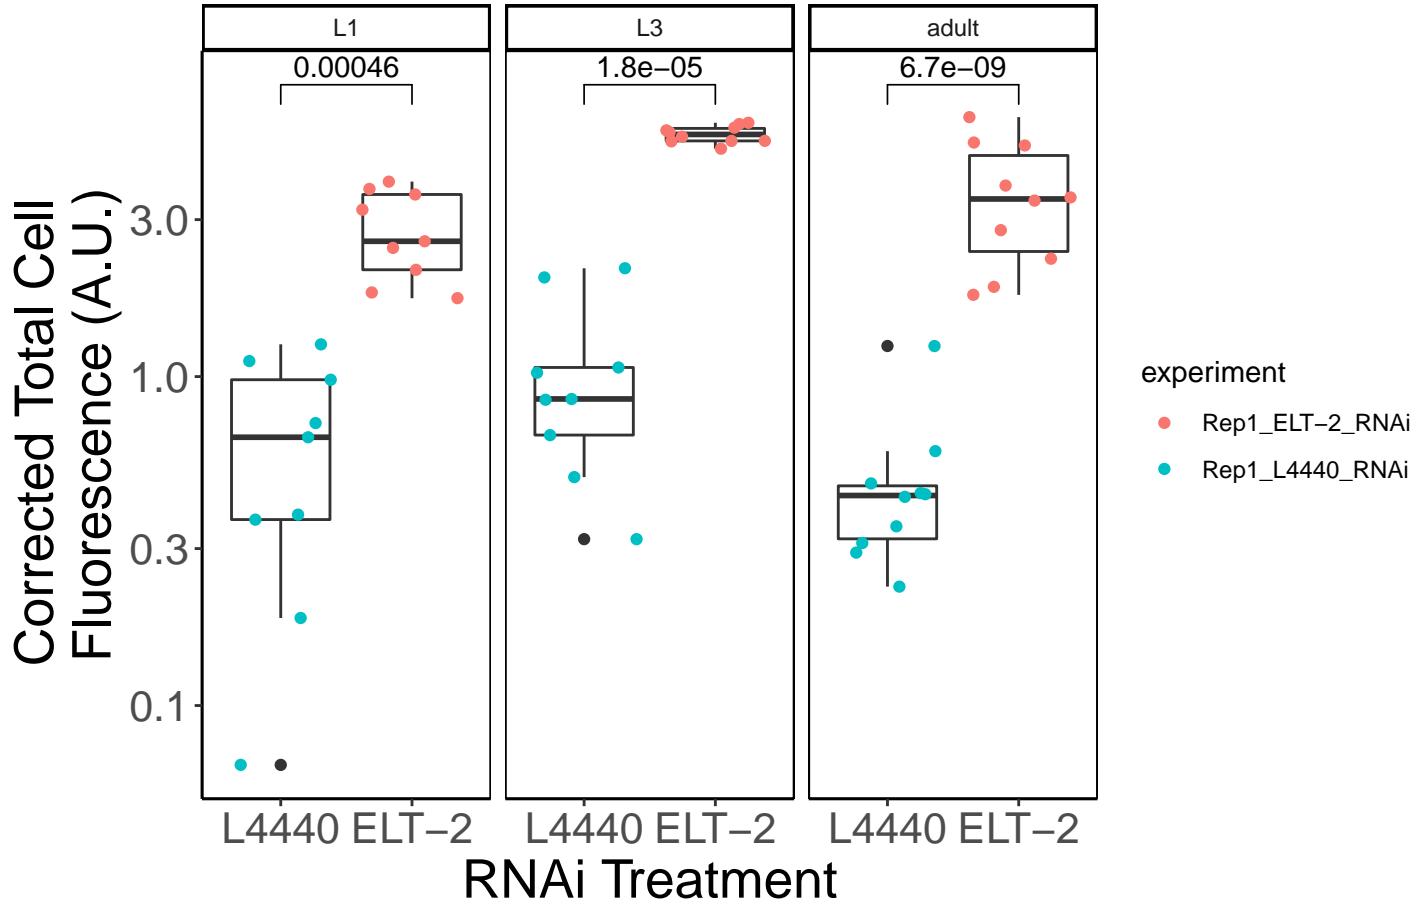 L1
L3
adult
0.00046
1.8e−05
6.7e−09
Corrected Total Cell
Fluorescence (A.U.)
3.0
1.0
0.3
0.1
L4440 ELT−2
L4440 ELT−2
L4440 ELT−2
RNAi Treatment
experiment
Rep1_ELT−2_RNAi
Rep1_L4440_RNAi